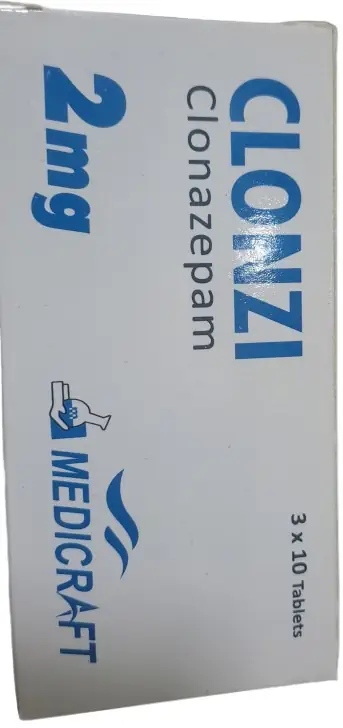 3 x 10 Tablets
CLONZI
Clonazepam
2mg
MEDICRAFT